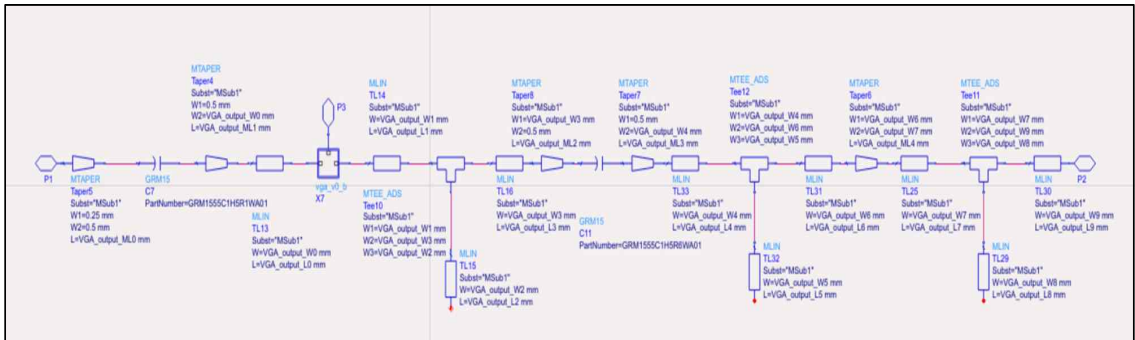 MTAPER
Taper4
Subst="MSub1"
W1=0.5 mm
W2=VGA_output_W0 mm
L=VGA_output_ML1 mm
P3
MLIN
TL14
Subst="MSub1"
W=VGA_output_W1 mm
L=VGA_output_L1 mm
MTAPER
Taper8
Subst="MSub1"
W1=VGA_output_W3 mm
W2=0.5 mm
L=VGA_output_ML2 mm
MTAPER
Taper7
Subst="MSub1"
W1=0.5 mm
W2=VGA_output_W4 mm
L=VGA_output_ML3 mm
MTEE_ADS
Tee12
Subst="MSub1"
W1=VGA_output_W4 mm
W2=VGA_output_W6 mm
W3=VGA_output_W5 mm
MTAPER
Taper6
Subst="MSub1"
W1=VGA_output_W6 mm
W2=VGA_output_W7 mm
L=VGA_output_ML4 mm
MTEE_ADS
Tee11
Subst="MSub1"
W1=VGA_output_W7 mm
W2=VGA_output_W9 mm
W3=VGA_output_W8 mm
P1
MTAPER
Taper5
Subst="MSub1"
W1=0.25 mm
W2=0.5 mm
L=VGA_output_ML0 mm
GRM15
C7
PartNumber=GRM1555C1H5R1WA01
MLIN
TL13
Subst="MSub1"
W=VGA_output_W0 mm
L=VGA_output_L0 mm
vga_v0_b
X7
MTEE_ADS
Tee10
Subst="MSub1"
W1=VGA_output_W1 mm
W2=VGA_output_W3 mm
W3=VGA_output_W2 mm
MLIN
TL15
Subst="MSub1"
W=VGA_output_W2 mm
L=VGA_output_L2 mm
MLIN
TL16
Subst="MSub1"
W=VGA_output_W3 mm
L=VGA_output_L3 mm
GRM15
C11
PartNumber=GRM1555C1H5R6WA01
MLIN
TL33
Subst="MSub1"
W=VGA_output_W4 mm
L=VGA_output_L4 mm
MLIN
TL32
Subst="MSub1"
W=VGA_output_W5 mm
L=VGA_output_L5 mm
MLIN
TL31
Subst="MSub1"
W=VGA_output_W6 mm
L=VGA_output_L6 mm
MLIN
TL25
Subst="MSub1"
W=VGA_output_W7 mm
L=VGA_output_L7 mm
MLIN
TL29
Subst="MSub1"
W=VGA_output_W8 mm
L=VGA_output_L8 mm
MLIN
TL30
Subst="MSub1"
W=VGA_output_W9 mm
L=VGA_output_L9 mm
P2